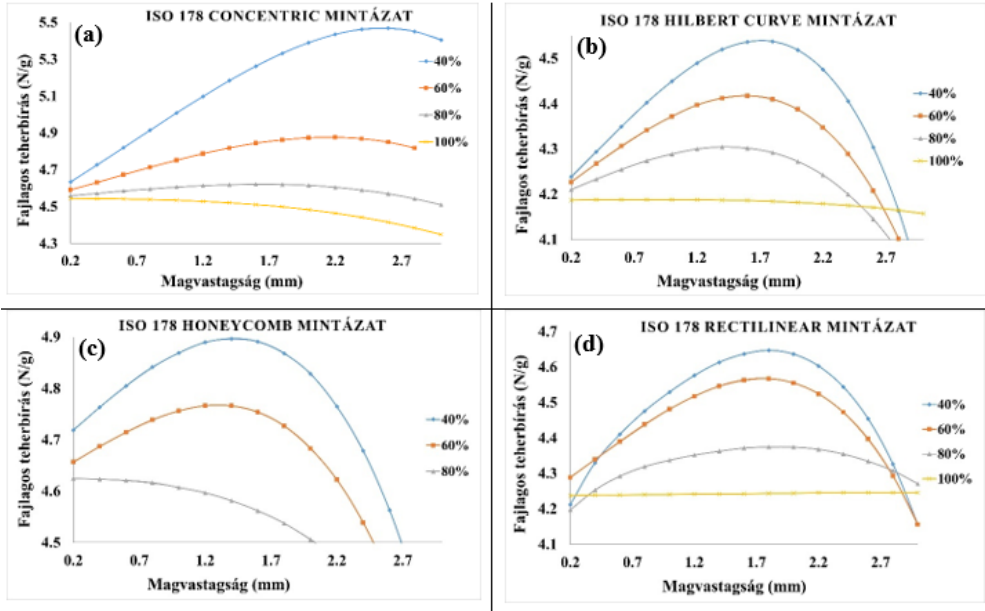 ISO 178 CONCENTRIC MINTÁZAT
(a)
Fajlagos teherbírás (N/g)
5.5
5.3
5.1
4.9
4.7
4.5
4.3
0.2 0.7 1.2 1.7 2.2 2.7
Magvastagság (mm)
40%
60%
80%
100%
ISO 178 HILBERT CURVE MINTÁZAT
(b)
Fajlagos teherbírás (N/g)
4.5
4.4
4.3
4.2
4.1
0.2 0.7 1.2 1.7 2.2 2.7
Magvastagság (mm)
40%
60%
80%
100%
ISO 178 HONEYCOMB MINTÁZAT
(c)
Fajlagos teherbírás (N/g)
4.9
4.8
4.7
4.6
4.5
0.2 0.7 1.2 1.7 2.2 2.7
Magvastagság (mm)
40%
60%
80%
ISO 178 RECTILINEAR MINTÁZAT
(d)
Fajlagos teherbírás (N/g)
4.7
4.6
4.5
4.4
4.3
4.2
4.1
0.2 0.7 1.2 1.7 2.2 2.7
Magvastagság (mm)
40%
60%
80%
100%